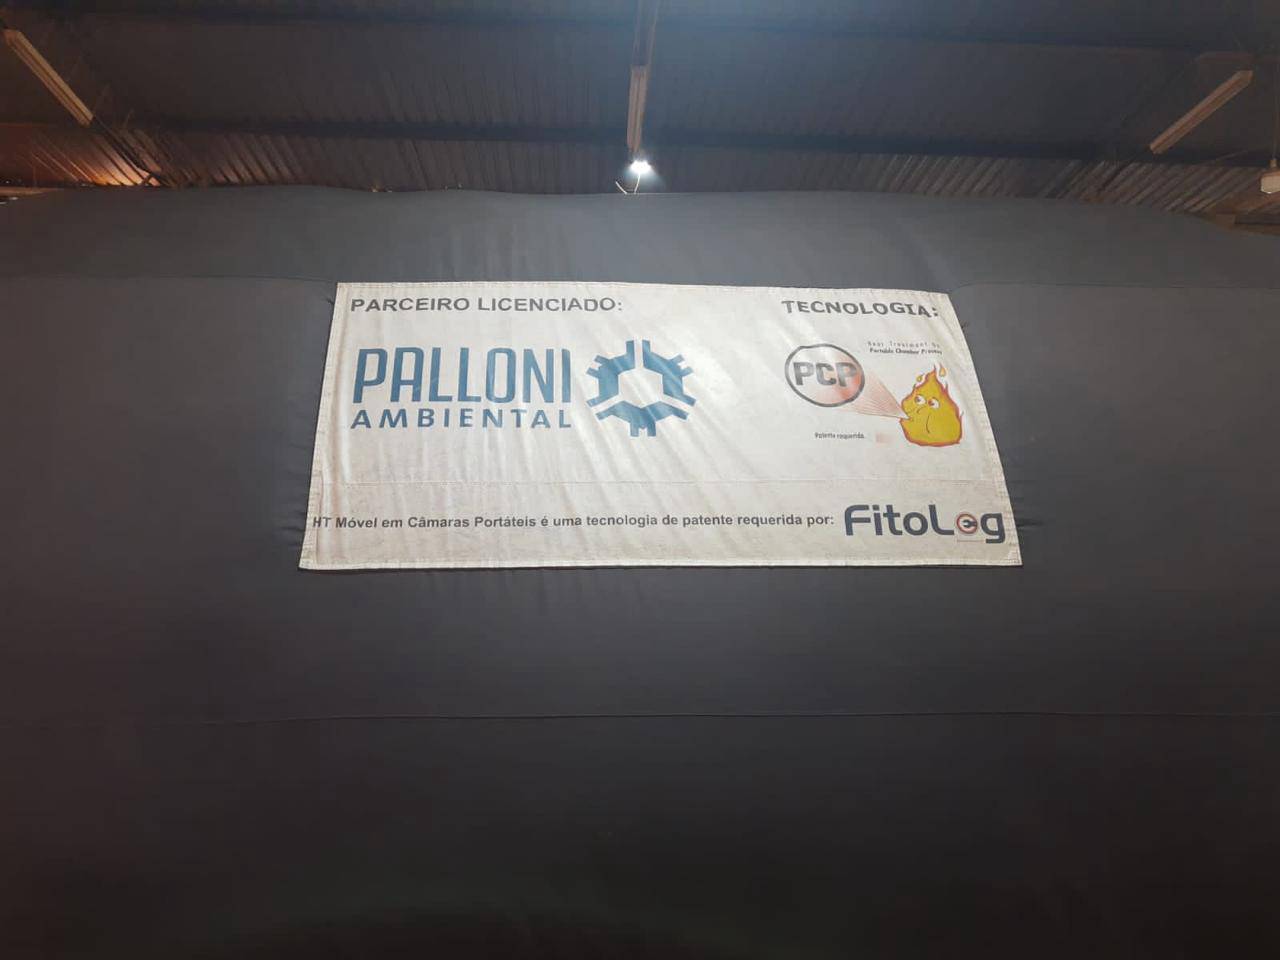 PARCEIRO LICENCIADO:
TECNOLOGIA:
PALLONI
AMBIENTAL
PCP
Heat Treatment by
Portable Chamber Process
Patente requerida.
HT Móvel em Câmaras Portáteis é uma tecnologia de patente requerida por:
FitoLog